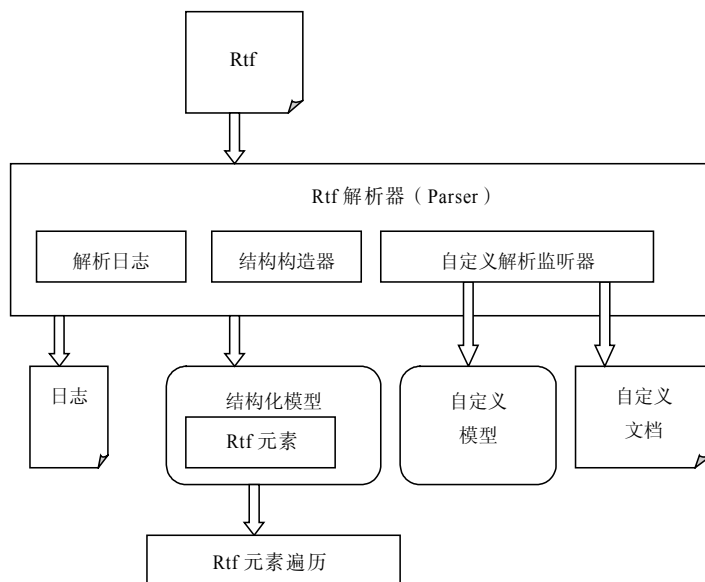 Rtf
Rtf 解析器（Parser）
解析日志
结构构造器
自定义解析监听器
日志
结构化模型
Rtf 元素
自定义
模型
自定义
文档
Rtf 元素遍历